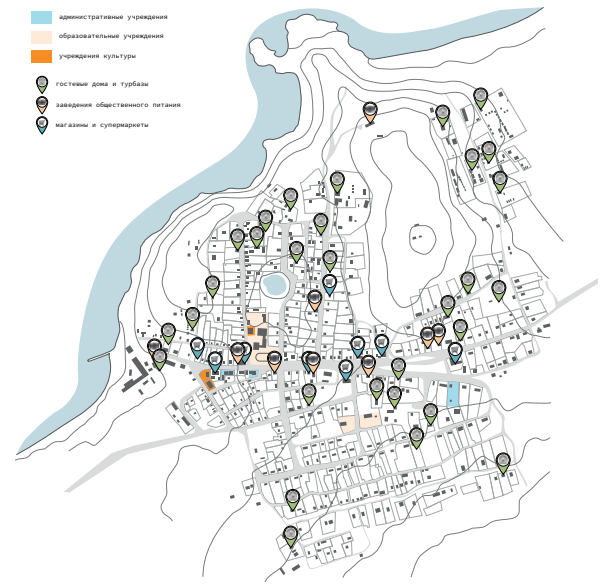 административные учреждения
образовательные учреждения
учреждения культуры
гостевые дома и турбазы
заведения общественного питания
магазины и супермаркеты